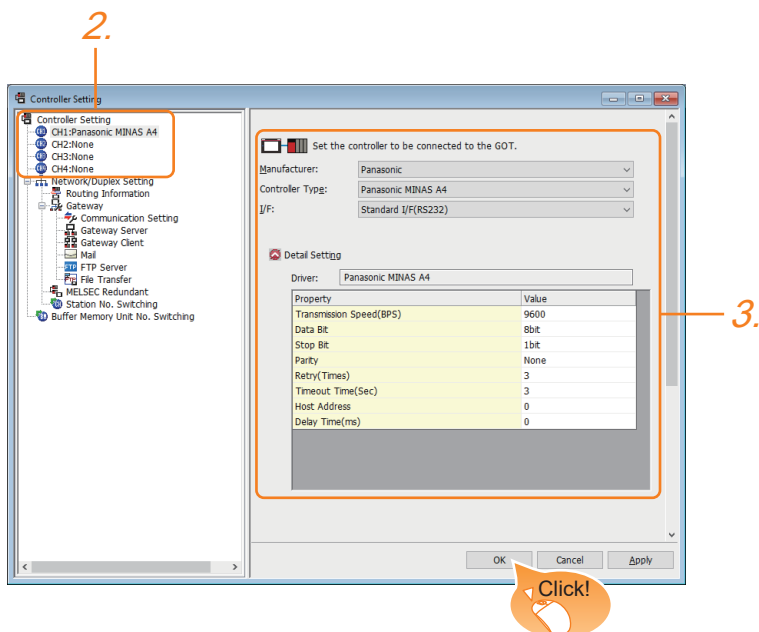 2.
Controller Setting
Controller Setting
CH1:Panasonic MINAS A4
CH2:None
CH3:None
CH4:None
Network/Duplex Setting
Routing Information
Gateway
Communication Setting
Gateway Server
Gateway Client
Mail
FTP FTP Server
File Transfer
MELSEC Redundant
Station No. Switching
Buffer Memory Unit No. Switching
Set the controller to be connected to the GOT.
Manufacturer: Panasonic
Controller Type: Panasonic MINAS A4
I/F: Standard I/F(RS232)
Detail Setting
Driver: Panasonic MINAS A4
Property Value
Transmission Speed(BPS) 9600
Data Bit 8bit
Stop Bit 1bit
Parity None
Retry(Times) 3
Timeout Time(Sec) 3
Host Address 0
Delay Time(ms) 0
3.
OK Cancel Apply
Click!